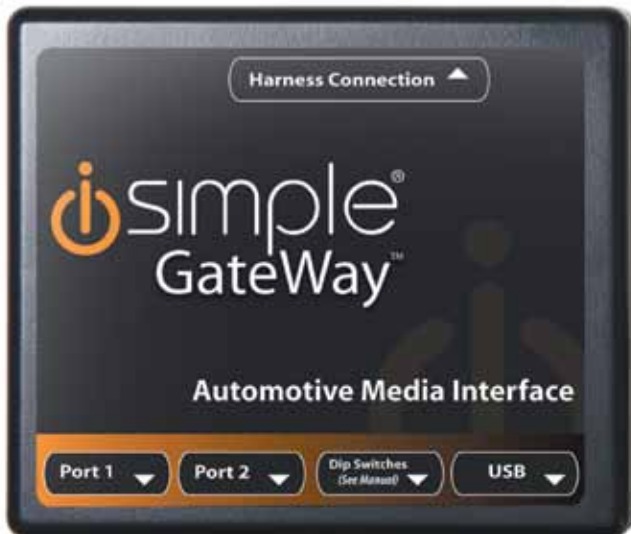 Harness Connection
isimple®
GateWay™
Automotive Media Interface
Port 1
Port 2
Dip Switches
(See Manual)
USB